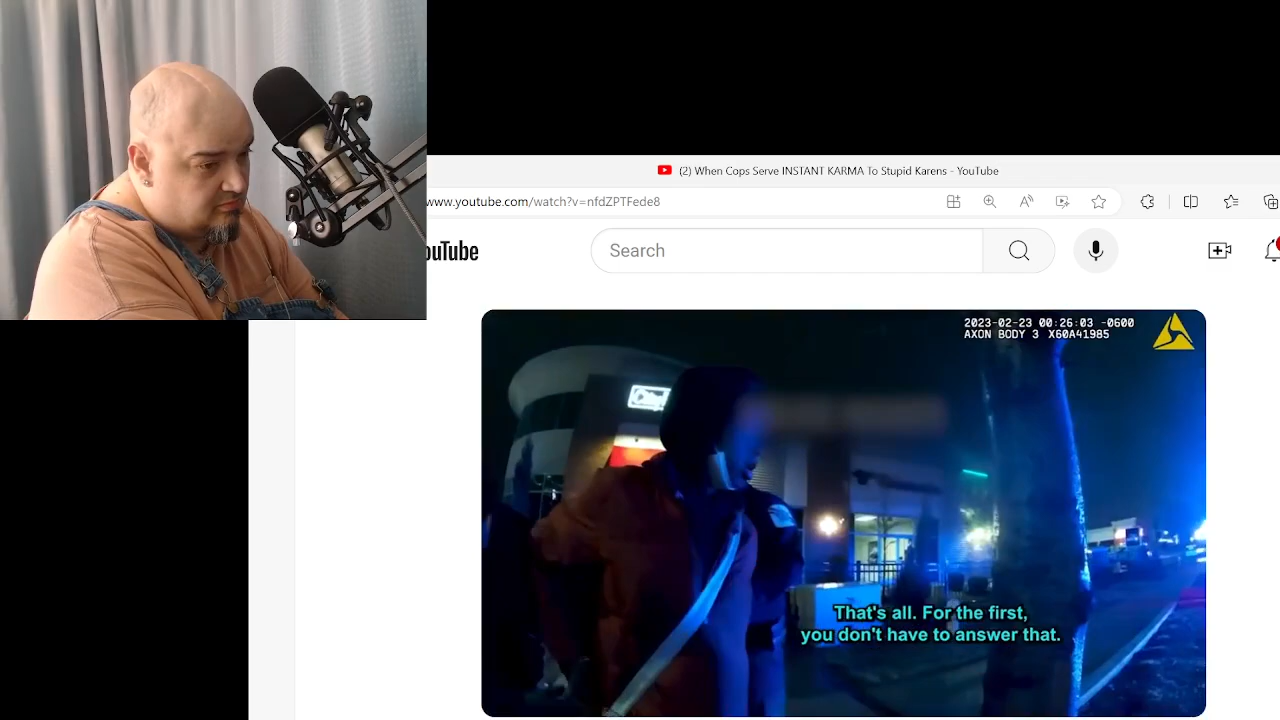 (2) When Cops Serve INSTANT KARMA To Stupid Karens - YouTube
www.youtube.com/watch?v=nfdZPTFede8
ouTube
Search
2023-02-23 00:26:03 -0600
AXON BODY 3 X60A41985
That's all. For the first,
you don't have to answer that.